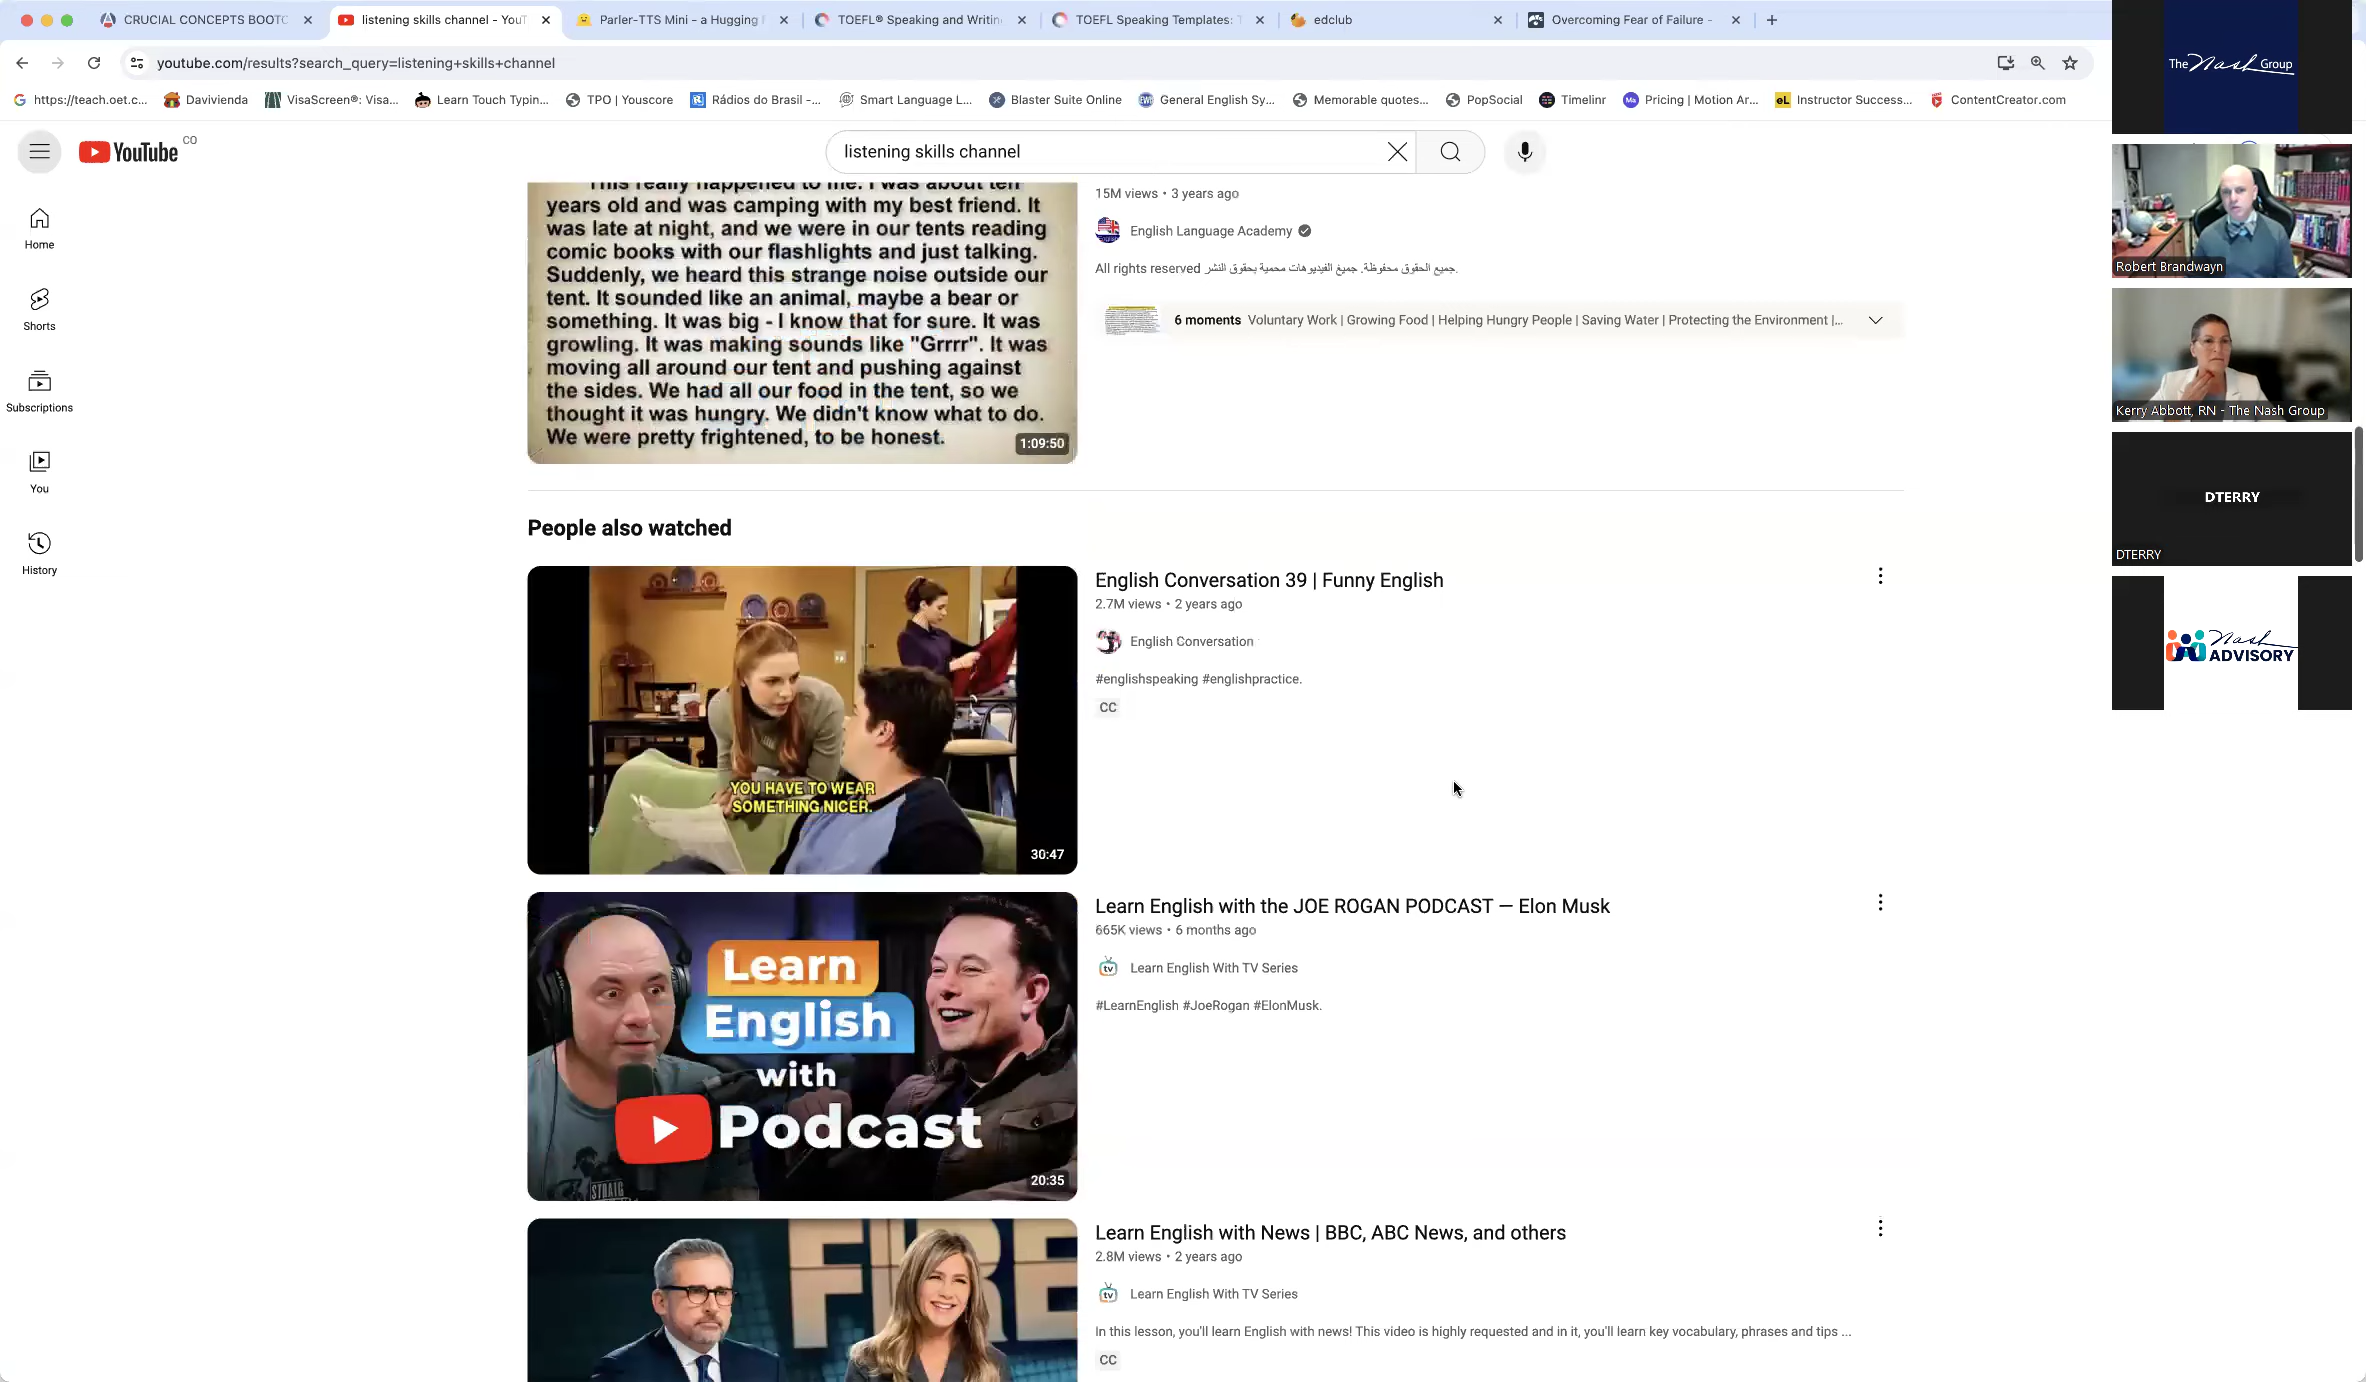 CRUCIAL CONCEPTS BOOTC
listening skills channel - YouT
Parler-TTS Mini - a Hugging F
TOEFL® Speaking and Writin
TOEFL Speaking Templates: T
edclub
Overcoming Fear of Failure -
youtube.com/results?search_query=listening+skills+channel
https://teach.oet.c...
Davivienda
VisaScreen®: Visa...
Learn Touch Typin...
TPO | Youscore
Rádios do Brasil -...
Smart Language L...
Blaster Suite Online
General English Sy...
Memorable quotes...
PopSocial
Timelinr
Pricing | Motion Ar...
Instructor Success...
ContentCreator.com
YouTube CO
listening skills channel
Home
Shorts
Subscriptions
You
History
This really happened to me. I was about ten
years old and was camping with my best friend. It
was late at night, and we were in our tents reading
comic books with our flashlights and just talking.
Suddenly, we heard this strange noise outside our
tent. It sounded like an animal, maybe a bear or
something. It was big - I know that for sure. It was
growling. It was making sounds like "Grrrr". It was
moving all around our tent and pushing against
the sides. We had all our food in the tent, so we
thought it was hungry. We didn't know what to do.
We were pretty frightened, to be honest.
1:09:50
15M views • 3 years ago
English Language Academy
All rights reserved جميع الحقوق محفوظة. جميع الفيديوهات محمية بحقوق النشر.
6 moments Voluntary Work | Growing Food | Helping Hungry People | Saving Water | Protecting the Environment |...
People also watched
YOU HAVE TO WEAR
SOMETHING NICER.
30:47
English Conversation 39 | Funny English
2.7M views • 2 years ago
English Conversation
#englishspeaking #englishpractice.
CC
Learn
English
with
Podcast
20:35
Learn English with the JOE ROGAN PODCAST — Elon Musk
665K views • 6 months ago
tv Learn English With TV Series
#LearnEnglish #JoeRogan #ElonMusk.
FIRE
Learn English with News | BBC, ABC News, and others
2.8M views • 2 years ago
tv Learn English With TV Series
In this lesson, you'll learn English with news! This video is highly requested and in it, you'll learn key vocabulary, phrases and tips ...
CC
The Nash Group
Robert Brandwayn
Kerry Abbott, RN - The Nash Group
DTERRY
DTERRY
Nash
ADVISORY